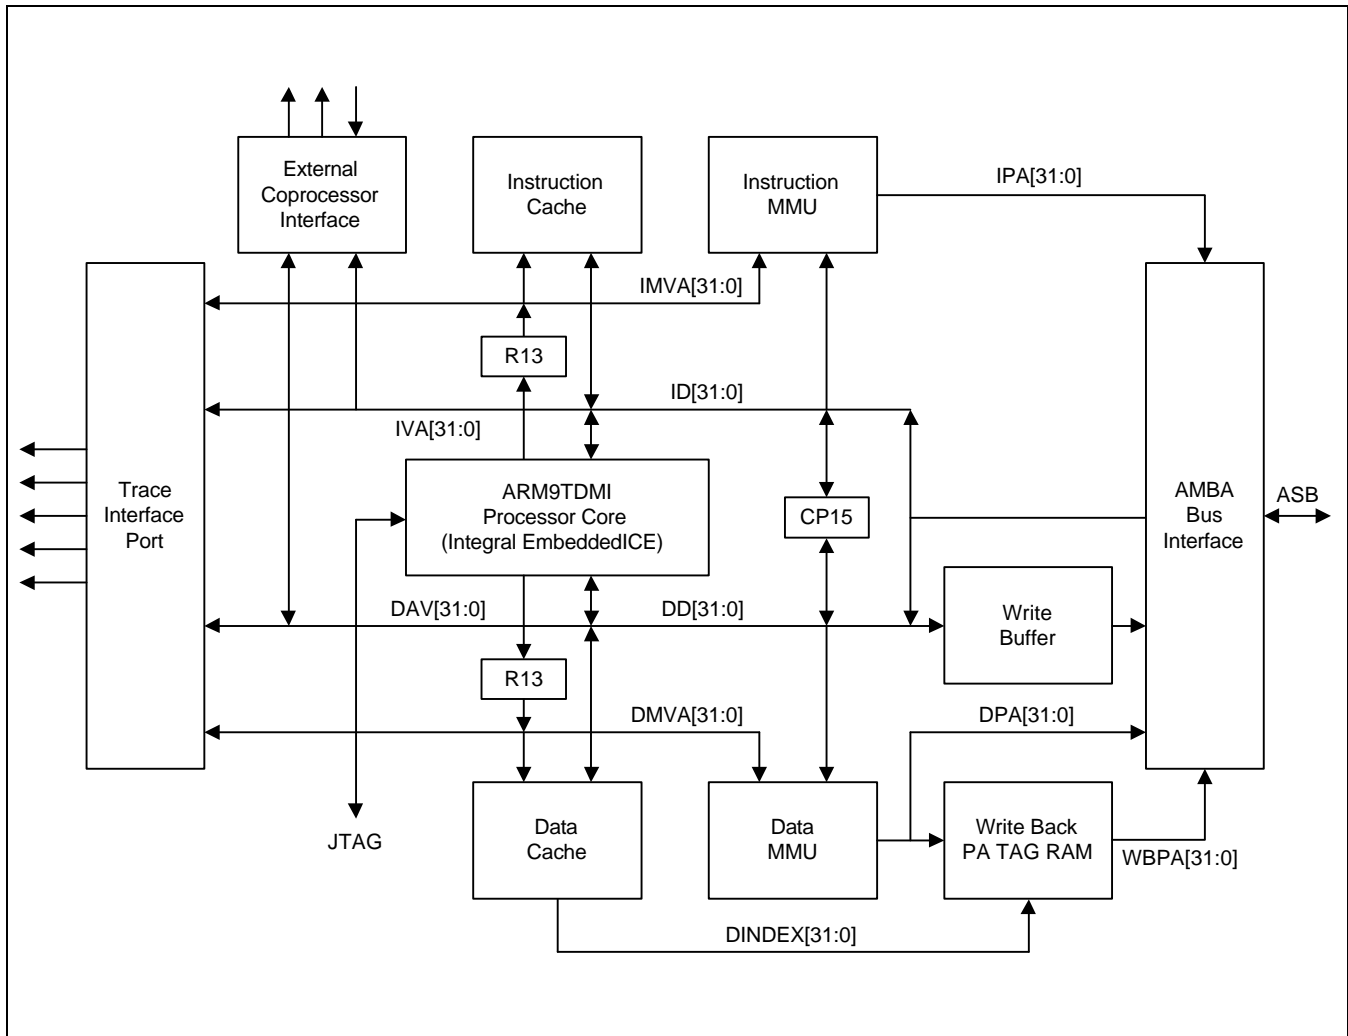 External
Coprocessor
Interface
Instruction
Cache
Instruction
MMU
IPA[31:0]
IMVA[31:0]
R13
ID[31:0]
IVA[31:0]
Trace
Interface
Port
ARM9TDMI
Processor Core
(Integral EmbeddedICE)
CP15
AMBA
Bus
Interface
ASB
DAV[31:0]
DD[31:0]
Write
Buffer
R13
DMVA[31:0]
DPA[31:0]
JTAG
Data
Cache
Data
MMU
Write Back
PA TAG RAM
WBPA[31:0]
DINDEX[31:0]